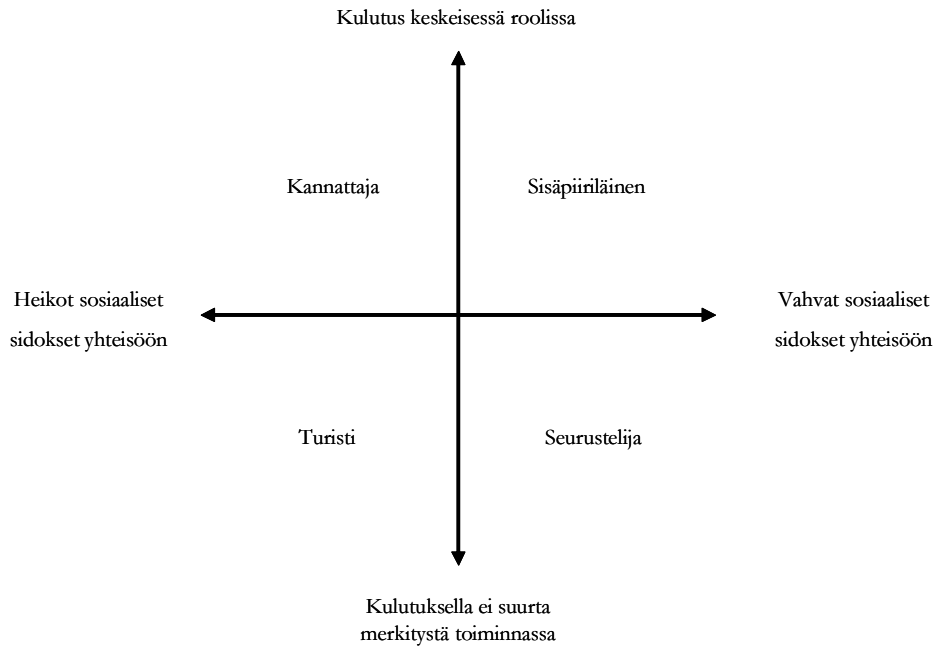 Kulutus keskeisessä roolissa
Kannattaja
Sisäpiiriläinen
Heikot sosiaaliset
sidokset yhteisöön
Vahvat sosiaaliset
sidokset yhteisöön
Turisti
Seurustelija
Kulutuksella ei suurta
merkitystä toiminnassa